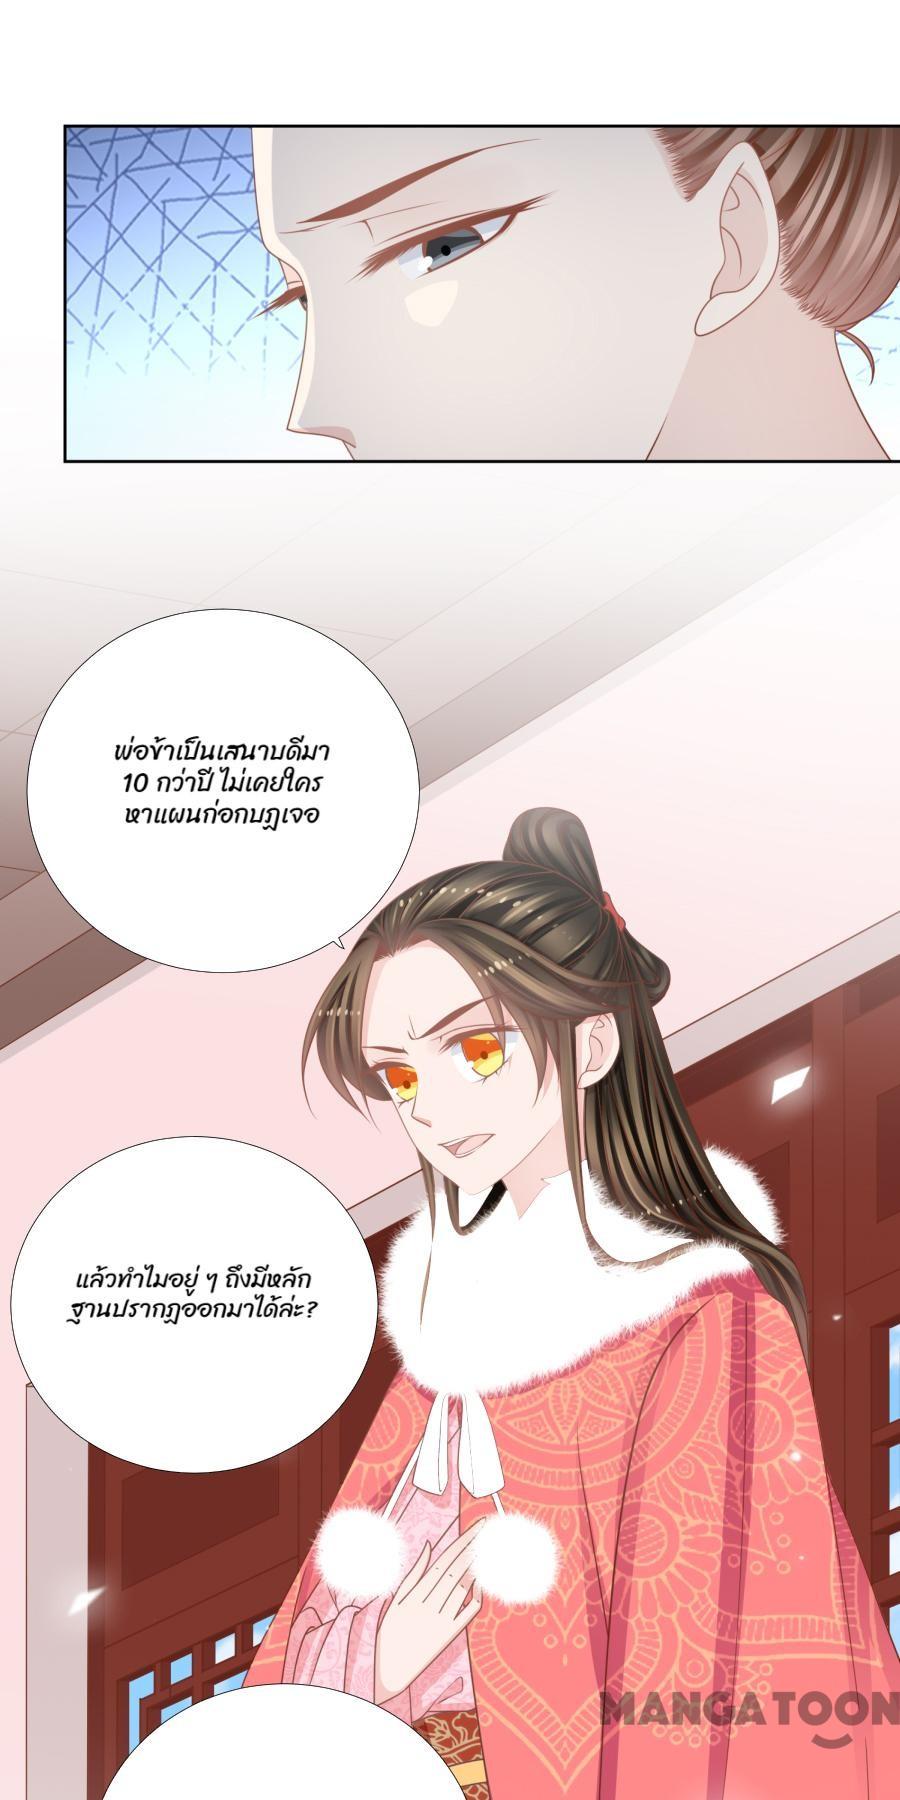 พ่อข้าเป็นเสนาบดีมา
10 กว่าปี ไม่เคยใคร
หาแผนก่อกบฏเจอ
แล้วทำไมอยู่ ๆ ถึงมีหลัก
ฐานปรากฏออกมาได้ล่ะ?
MANGATOON